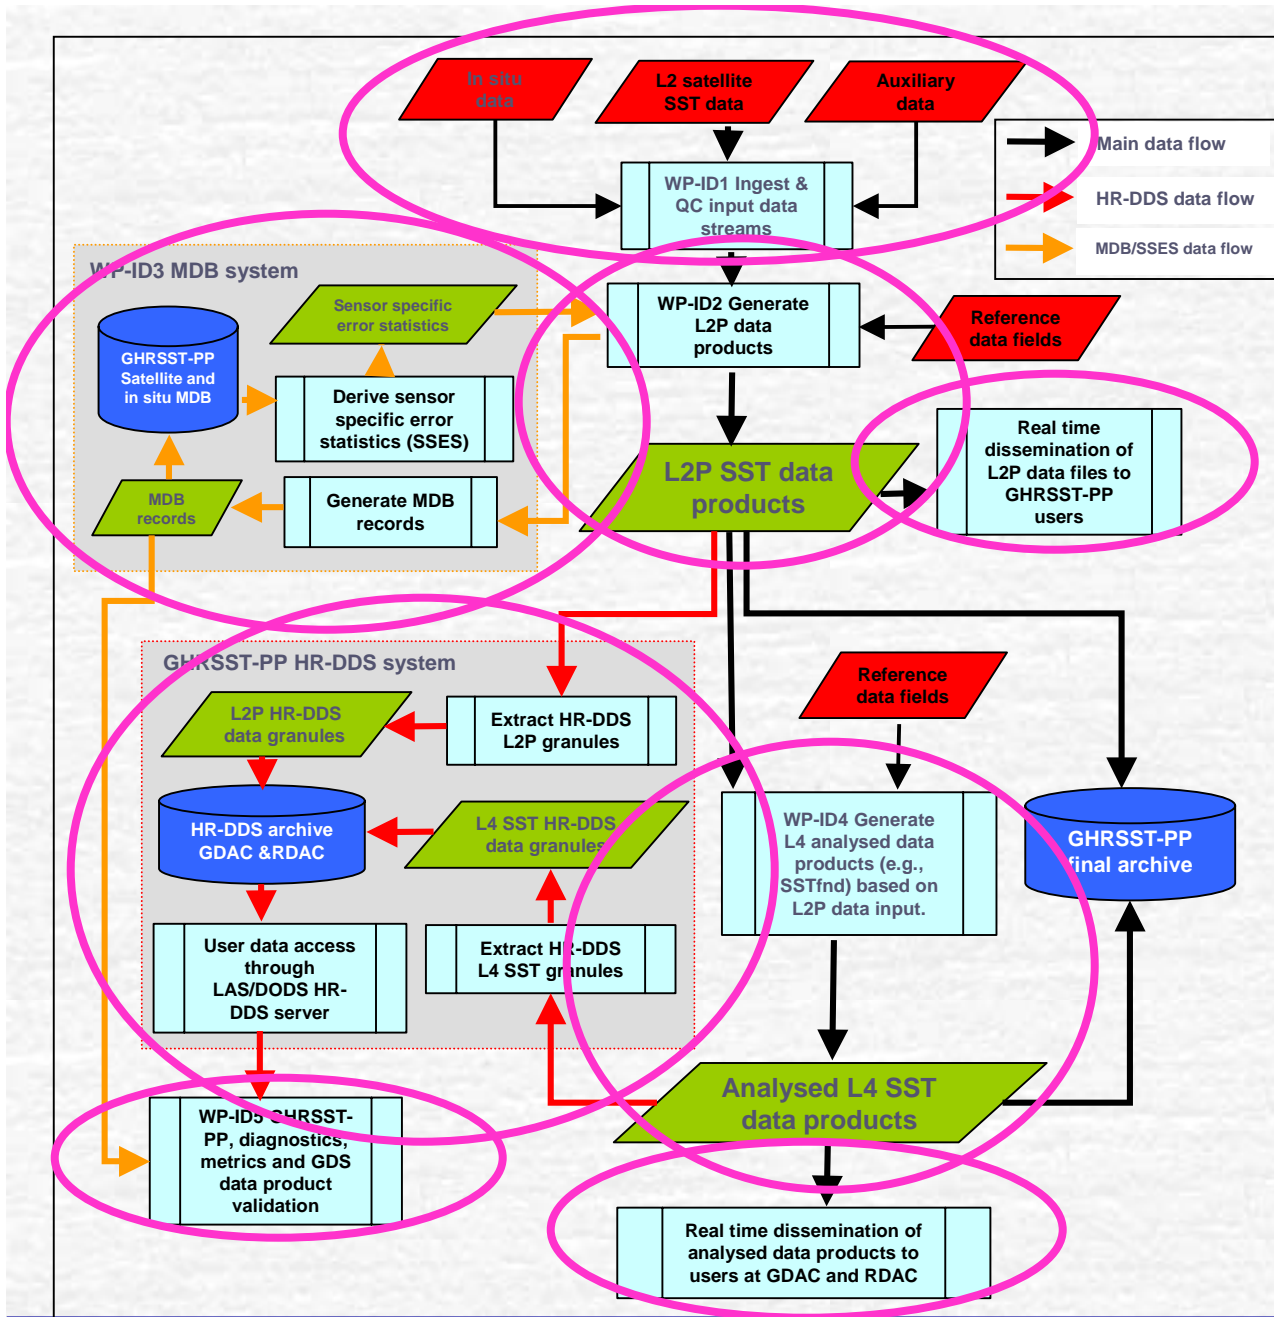 In situ
data
L2 satellite
SST data
Auxiliary
data
Main data flow
HR-DDS data flow
MDB/SSES data flow
WP-ID1 Ingest &
QC input data
streams
WP-ID3 MDB system
Sensor specific
error statistics
WP-ID2 Generate
L2P data
products
Reference
data fields
GHRSST-PP
Satellite and
in situ MDB
Derive sensor
specific error
statistics (SSES)
Real time
dissemination of
L2P data files to
GHRSST-PP
users
L2P SST data
products
MDB
records
Generate MDB
records
GHRSST-PP HR-DDS system
Reference
data fields
L2P HR-DDS
data granules
Extract HR-DDS
L2P granules
HR-DDS archive
GDAC &RDAC
L4 SST HR-DDS
data granules
WP-ID4 Generate
L4 analysed data
products (e.g.,
SSTfnd) based on
L2P data input.
GHRSST-PP
final archive
User data access
through
LAS/DODS HR-
DDS server
Extract HR-DDS
L4 SST granules
Analysed L4 SST
data products
WP-ID5 GHRSST-
PP, diagnostics,
metrics and GDS
data product
validation
Real time dissemination of
analysed data products to
users at GDAC and RDAC